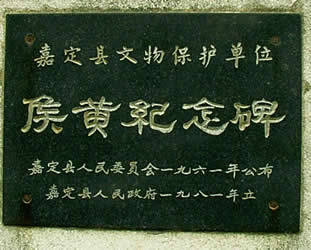 嘉定县文物保护单位
侯黄纪念碑
嘉定县人民委员会一九六一年公布
嘉定县人民政府一九八一年立